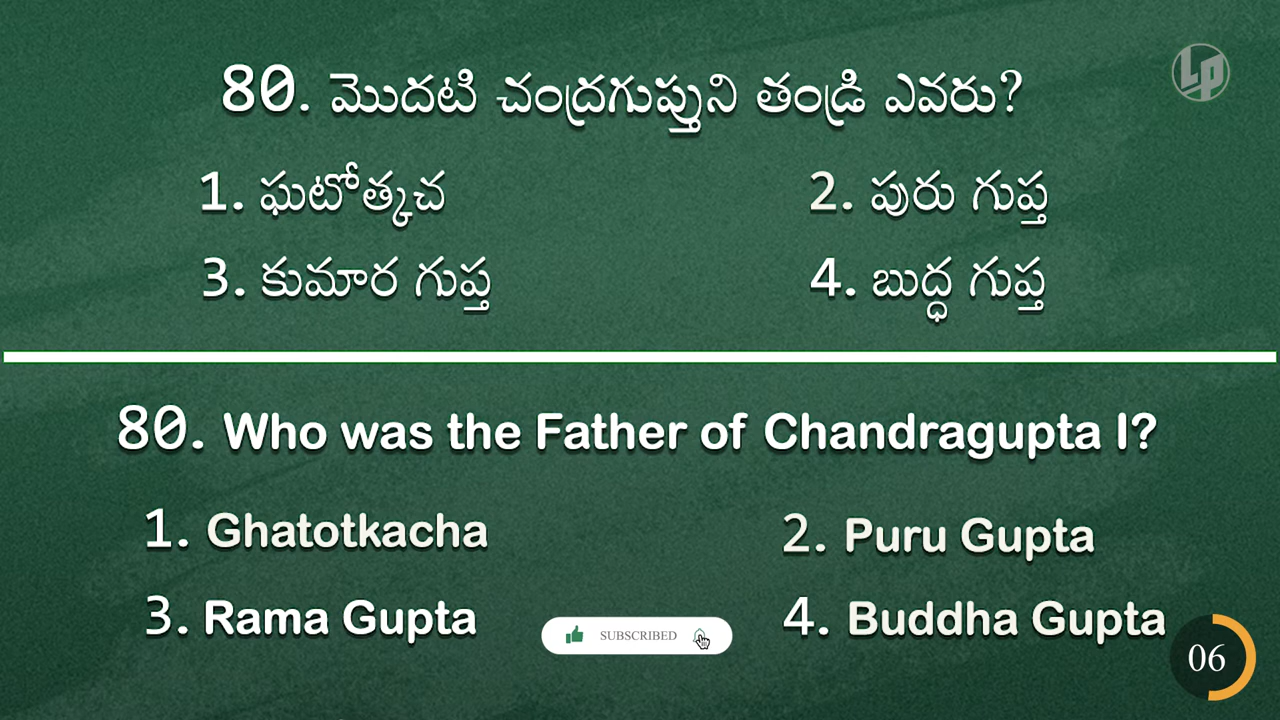 80. మొదటి చంద్రగుప్తుని తండ్రి ఎవరు?
1. ఘటోత్కచ 2. పురు గుప్త
3. కుమార గుప్త 4. బుద్ధ గుప్త
80. Who was the Father of Chandragupta I?
1. Ghatotkacha 2. Puru Gupta
3. Rama Gupta 4. Buddha Gupta
SUBSCRIBED
06
LP